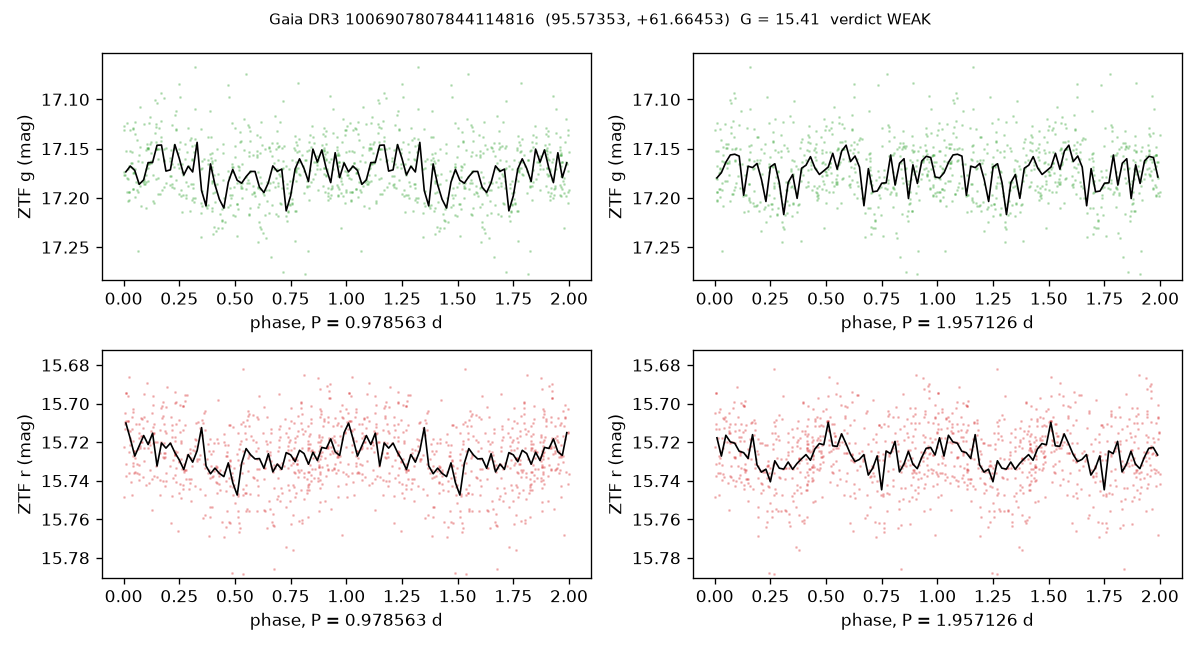 Gaia DR3 1006907807844114816  (95.57353, +61.66453)  G = 15.41  verdict WEAK
ZTF g (mag)
17.10
17.15
17.20
17.25
0.00 0.25 0.50 0.75 1.00 1.25 1.50 1.75 2.00
phase, P = 0.978563 d
ZTF g (mag)
17.10
17.15
17.20
17.25
0.00 0.25 0.50 0.75 1.00 1.25 1.50 1.75 2.00
phase, P = 1.957126 d
ZTF r (mag)
15.68
15.70
15.72
15.74
15.76
15.78
0.00 0.25 0.50 0.75 1.00 1.25 1.50 1.75 2.00
phase, P = 0.978563 d
ZTF r (mag)
15.68
15.70
15.72
15.74
15.76
15.78
0.00 0.25 0.50 0.75 1.00 1.25 1.50 1.75 2.00
phase, P = 1.957126 d